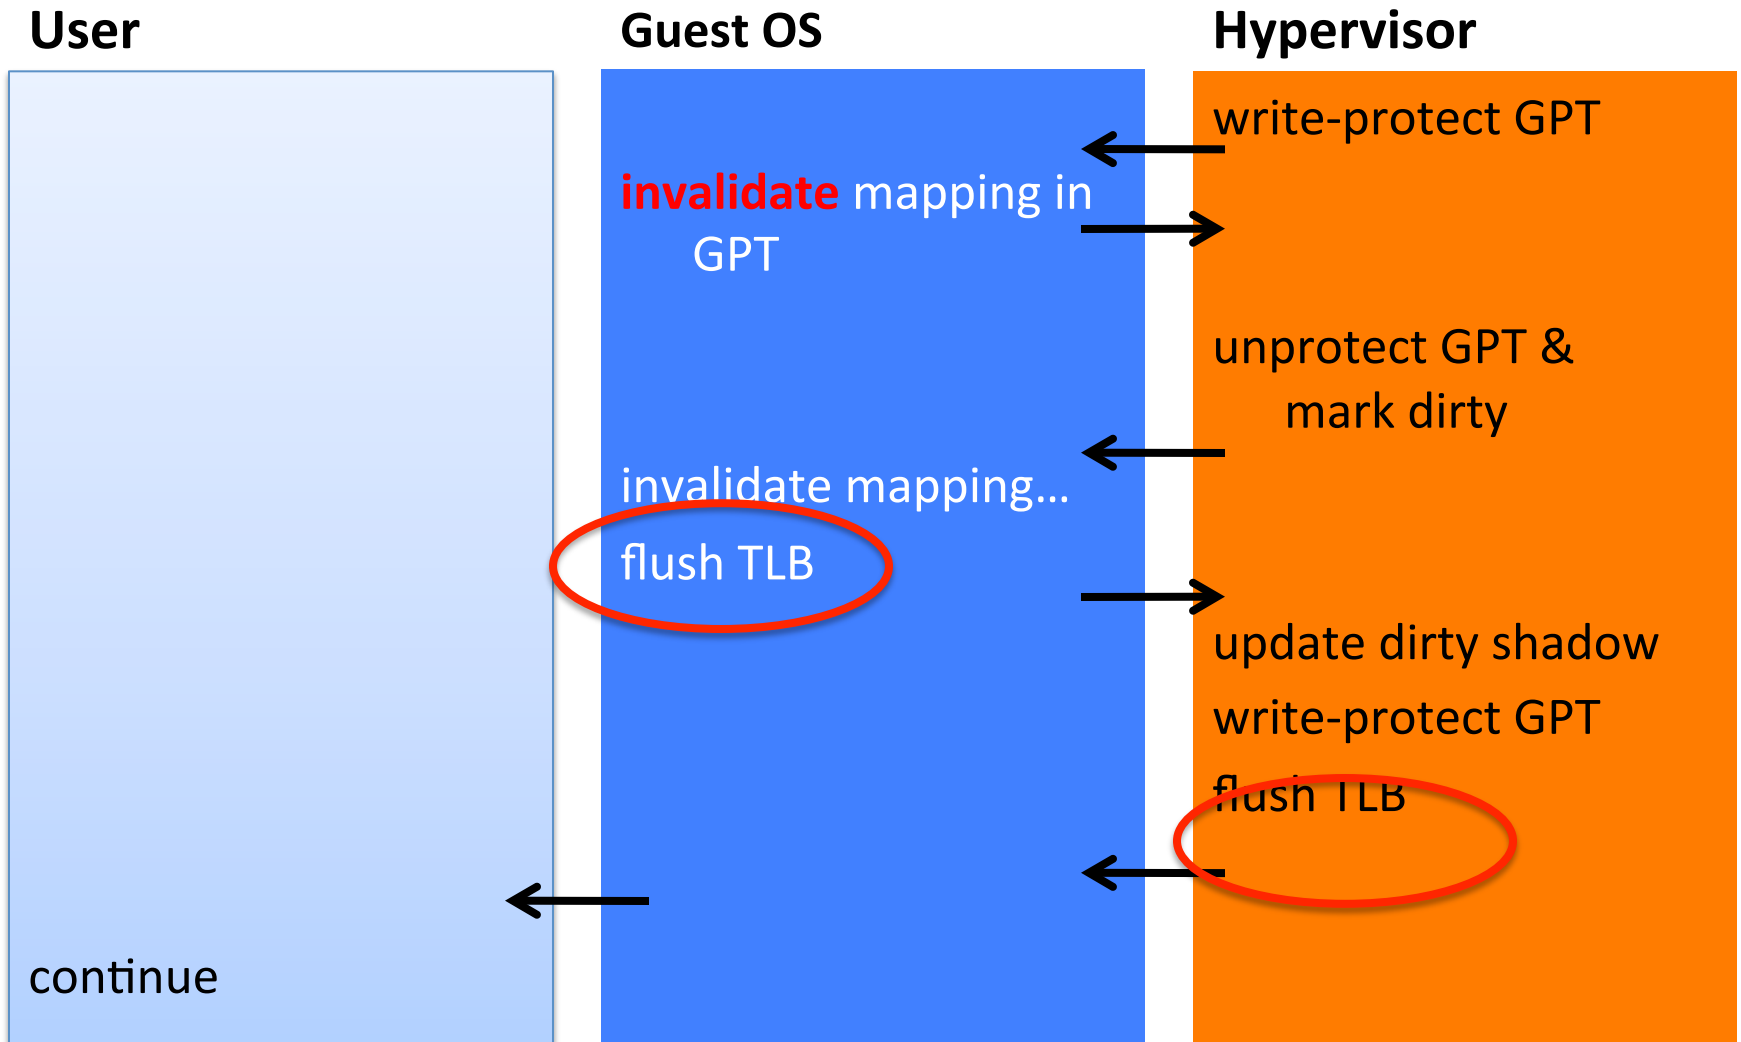 User
Guest OS
Hypervisor
write-protect GPT
invalidate mapping in
GPT
unprotect GPT &
mark dirty
invalidate mapping…
flush TLB
update dirty shadow
write-protect GPT
flush TLB
continue